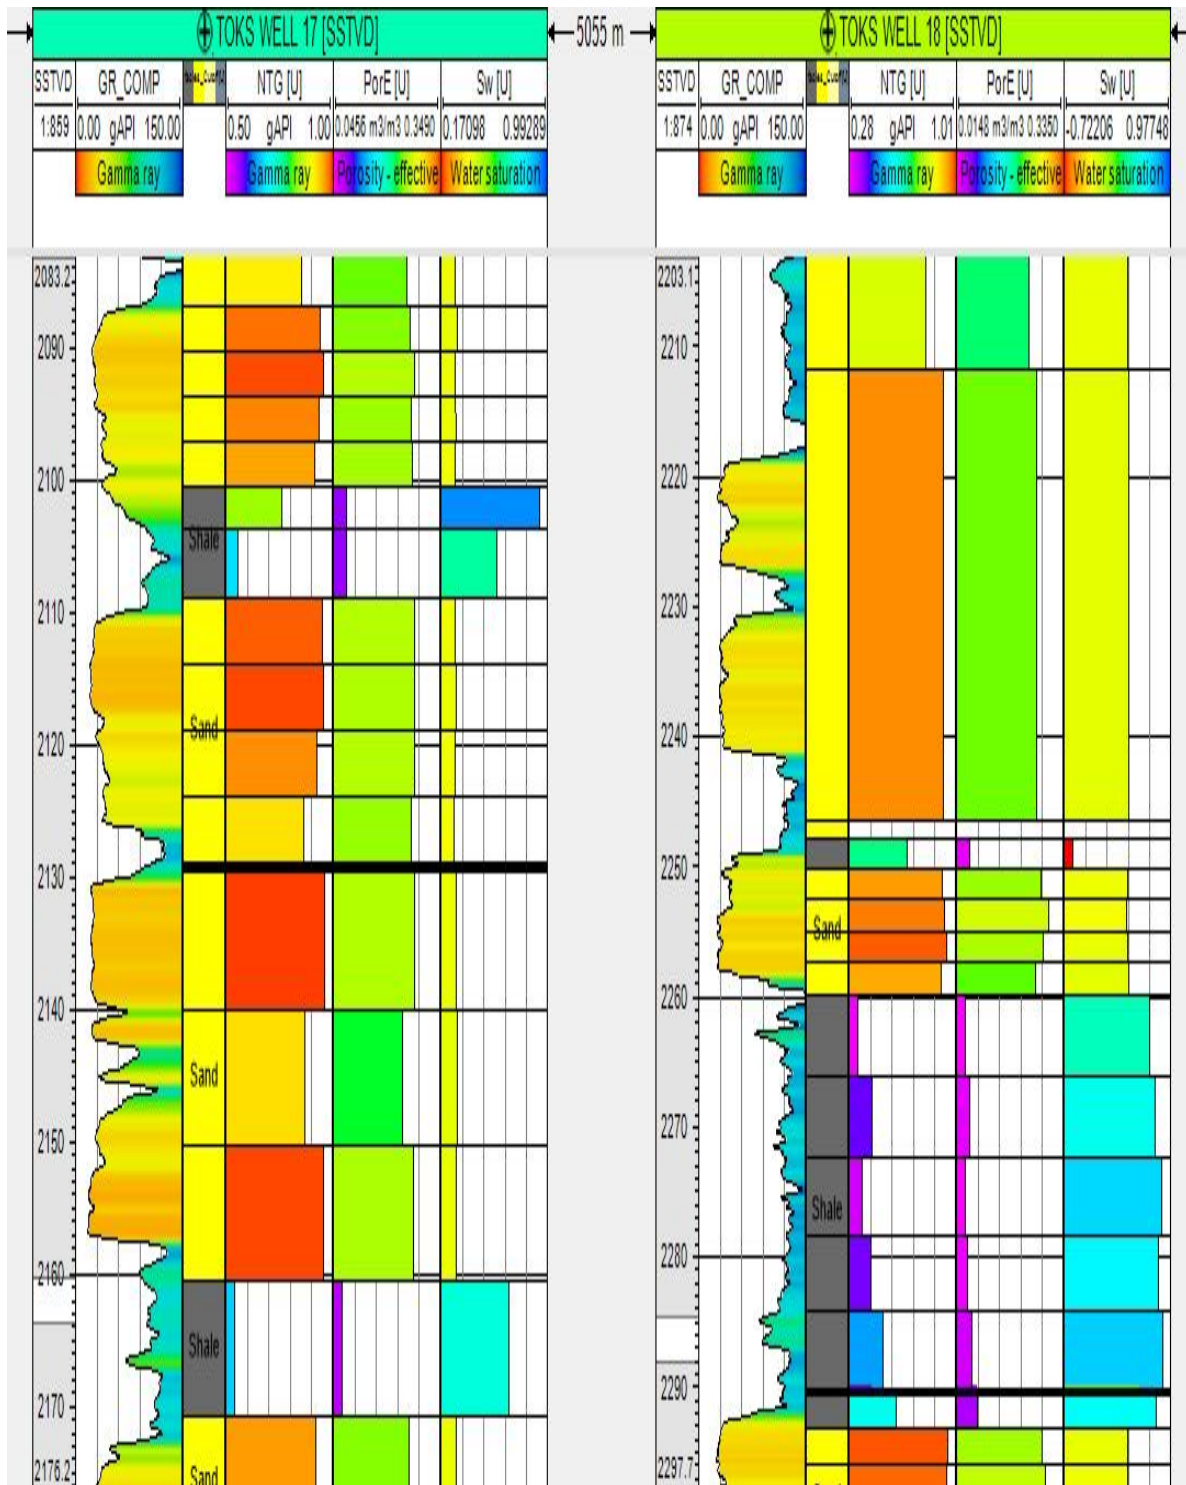 TOKS WELL 17 [SSTVD]
5055 m
TOKS WELL 18 [SSTVD]
SSTVD GR_COMP NTG [U] PorE [U] Sw [U]
SSTVD GR_COMP NTG [U] PorE [U] Sw [U]
1:859 0.00 gAPI 150.00 0.50 gAPI 1.00 0.0456 m3/m3 0.3490 0.17098 0.99289
1:874 0.00 gAPI 150.00 0.28 gAPI 1.01 0.0148 m3/m3 0.3350 -0.72206 0.97748
Gamma ray Gamma ray Porosity - effective Water saturation
Gamma ray Gamma ray Porosity - effective Water saturation
2083.2
2090
2100
Shale
2110
Sand
2120
2130
2140
Sand
2150
2160
Shale
2170
2176.2
Sand
2203.1
2210
2220
2230
2240
2250
Sand
2260
2270
Shale
2280
2290
2297.7